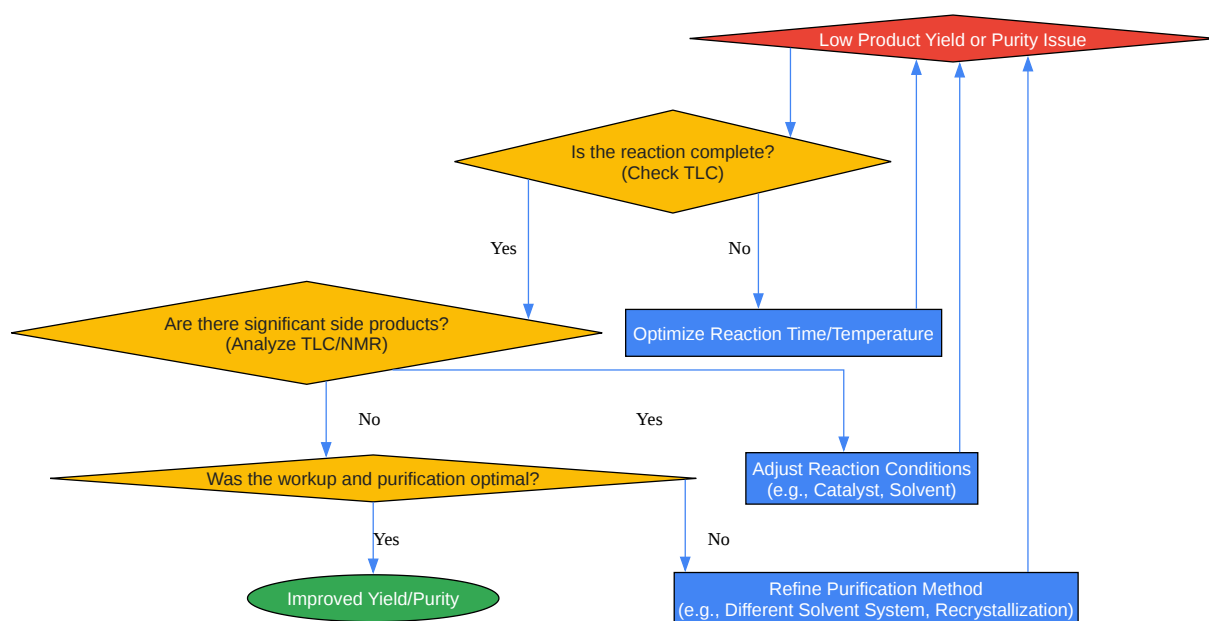 Low Product Yield or Purity Issue
Is the reaction complete?
(Check TLC)
Yes
No
Are there significant side products?
(Analyze TLC/NMR)
Optimize Reaction Time/Temperature
No
Yes
Was the workup and purification optimal?
Adjust Reaction Conditions
(e.g., Catalyst, Solvent)
Yes
No
Improved Yield/Purity
Refine Purification Method
(e.g., Different Solvent System, Recrystallization)